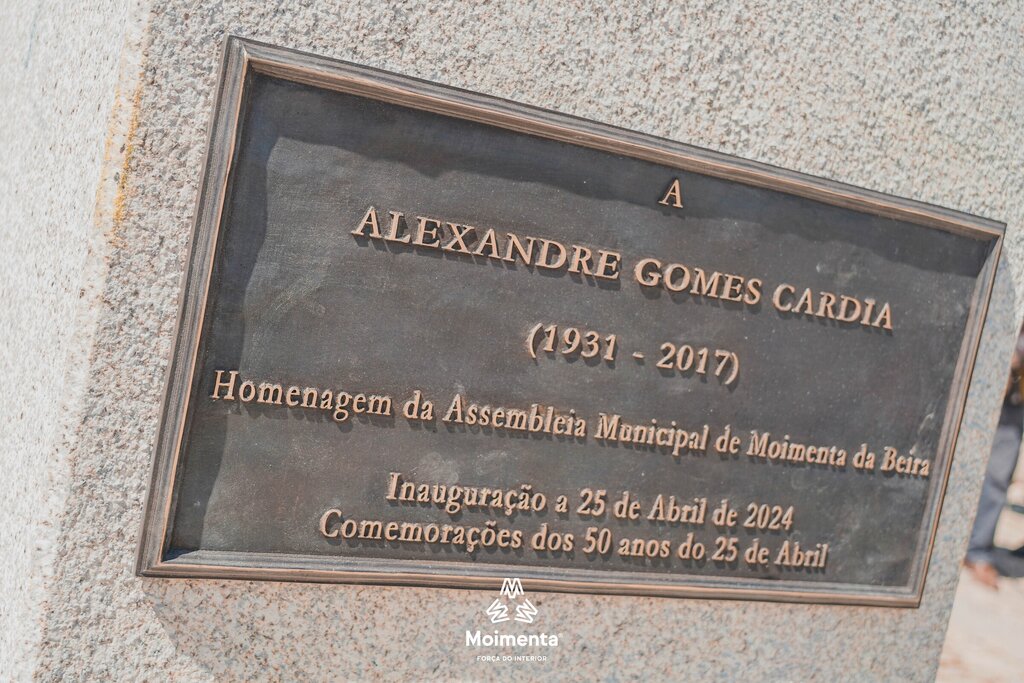 A
ALEXANDRE GOMES CARDIA
(1931 - 2017)
Homenagem da Assembleia Municipal de Moimenta da Beira
Inauguração a 25 de Abril de 2024
Comemorações dos 50 anos do 25 de Abril
Moimenta
FORÇA DO INTERIOR